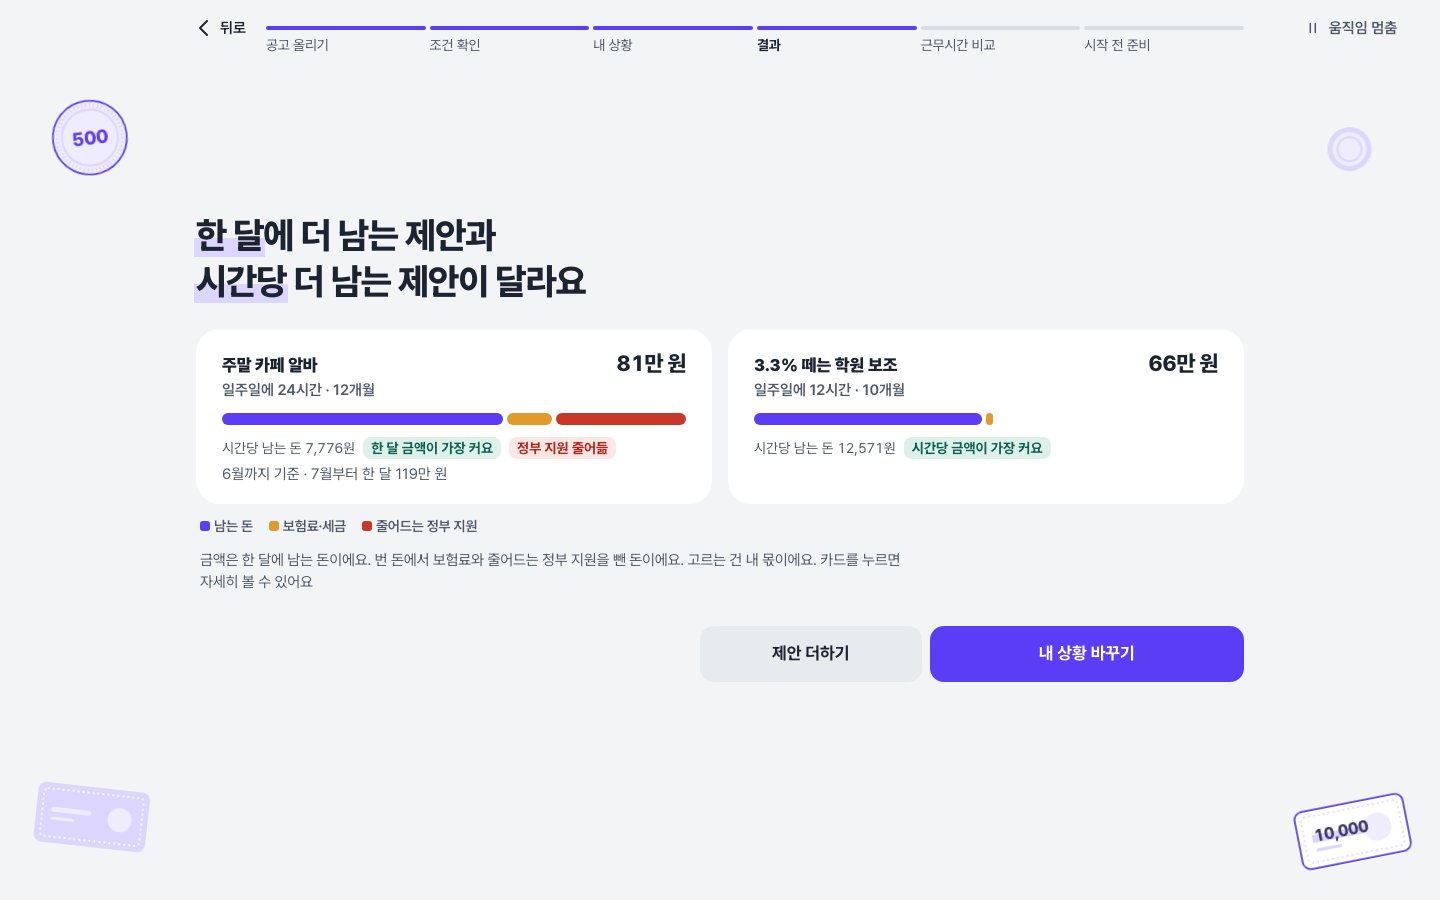 뒤로
공고 올리기
조건 확인
내 상황
결과
근무시간 비교
시작 전 준비
움직임 멈춤
500
한 달에 더 남는 제안과
시간당 더 남는 제안이 달라요
주말 카페 알바
81만 원
일주일에 24시간 · 12개월
시간당 남는 돈 7,776원
한 달 금액이 가장 커요
정부 지원 줄어듦
6월까지 기준 · 7월부터 한 달 119만 원
3.3% 떼는 학원 보조
66만 원
일주일에 12시간 · 10개월
시간당 남는 돈 12,571원
시간당 금액이 가장 커요
남는 돈
보험료·세금
줄어드는 정부 지원
금액은 한 달에 남는 돈이에요. 번 돈에서 보험료와 줄어드는 정부 지원을 뺀 돈이에요. 고르는 건 내 몫이에요. 카드를 누르면
자세히 볼 수 있어요
제안 더하기
내 상황 바꾸기
10,000